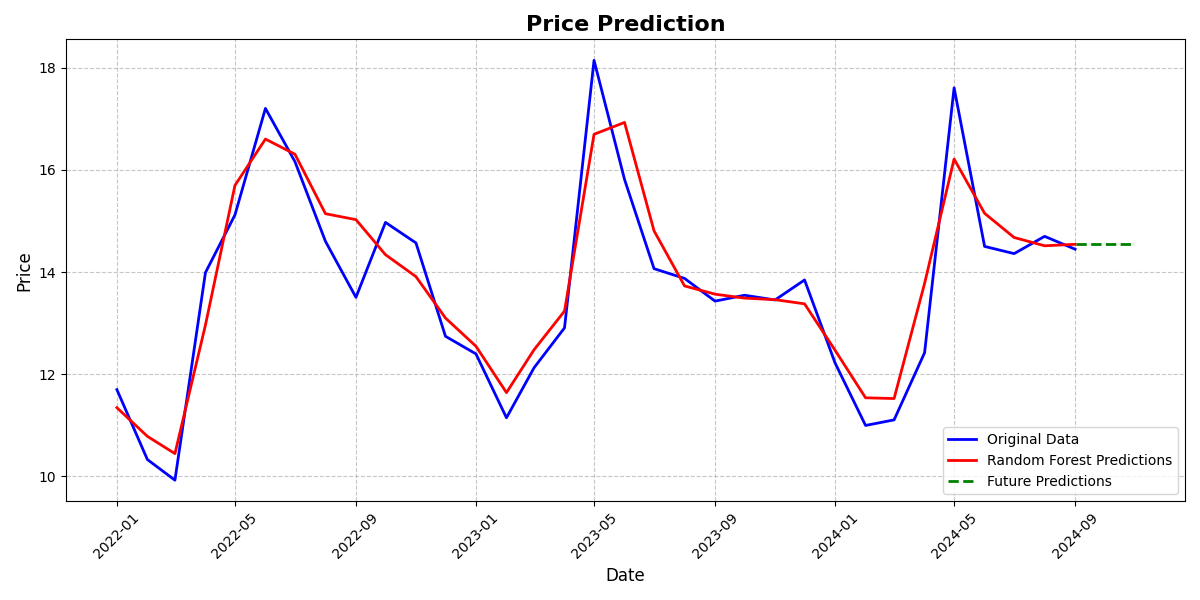 Price Prediction
Price
18
16
14
12
10
2022-01
2022-05
2022-09
2023-01
2023-05
2023-09
2024-01
2024-05
2024-09
Date
Original Data
Random Forest Predictions
Future Predictions